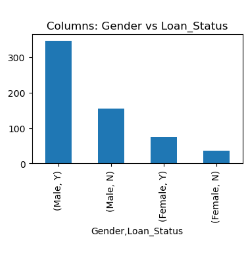 Columns: Gender vs Loan_Status
300
200
100
0
(Male, Y)
(Male, N)
(Female, Y)
(Female, N)
Gender,Loan_Status